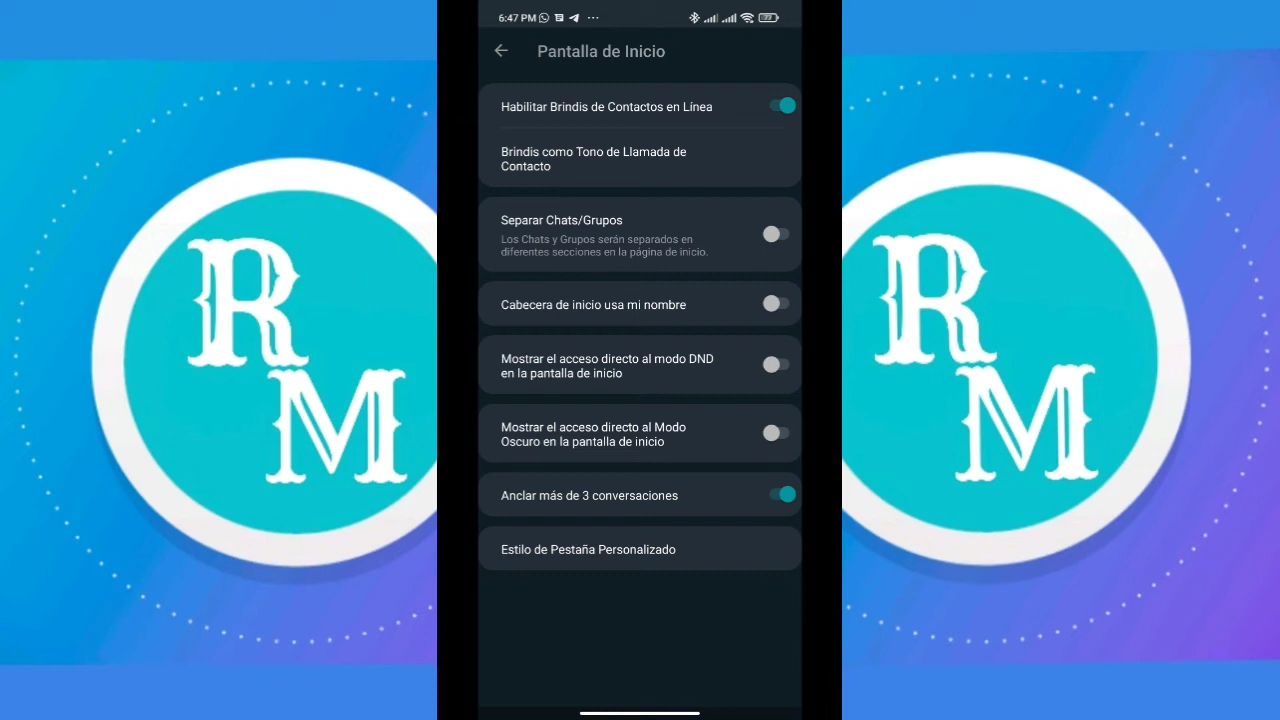 6:47 PM
77
Pantalla de Inicio
Habilitar Brindis de Contactos en Línea
Brindis como Tono de Llamada de
Contacto
Separar Chats/Grupos
Los Chats y Grupos serán separados en
diferentes secciones en la página de inicio.
Cabecera de inicio usa mi nombre
Mostrar el acceso directo al modo DND
en la pantalla de inicio
Mostrar el acceso directo al Modo
Oscuro en la pantalla de inicio
Anclar más de 3 conversaciones
Estilo de Pestaña Personalizado
R
M
R
M